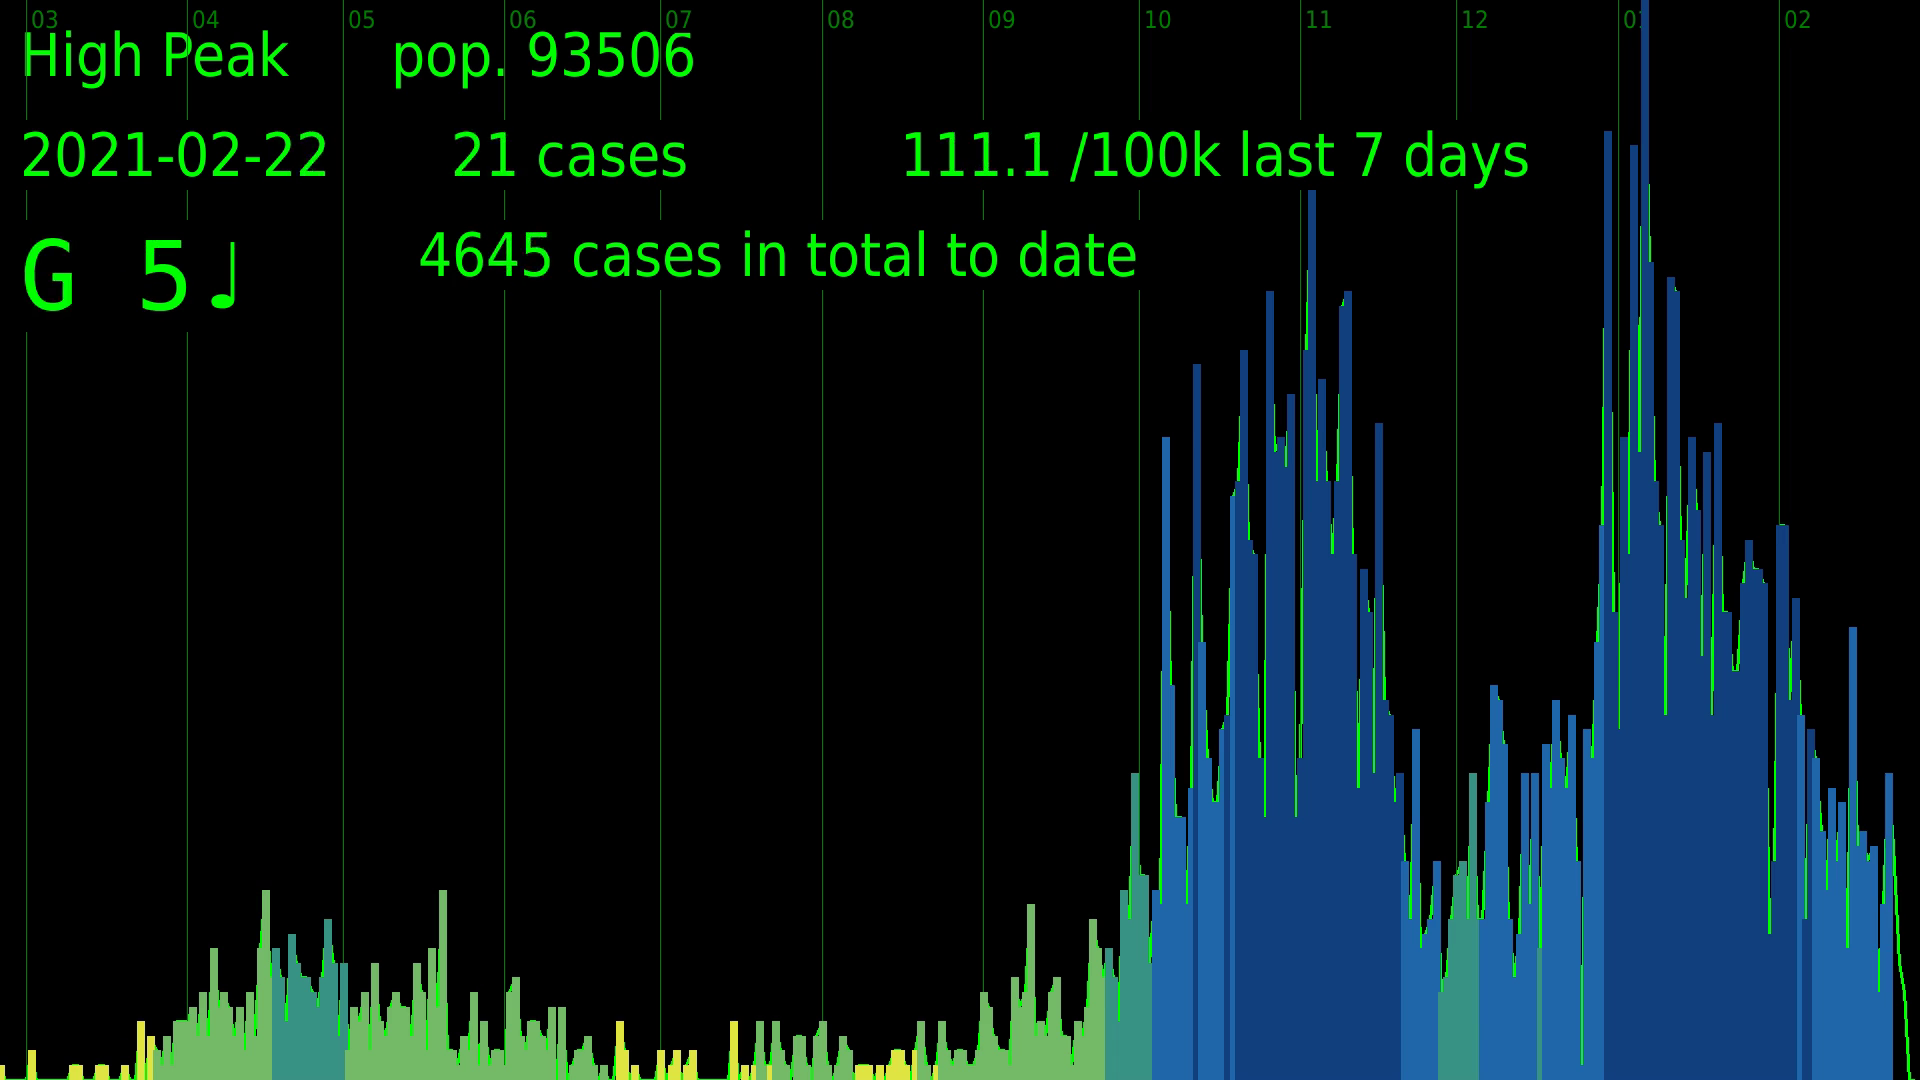 03 04 05 06 07 08 09 10 11 12 01 02
High Peak pop. 93506
2021-02-22 21 cases 111.1 /100k last 7 days
G 5♩ 4645 cases in total to date